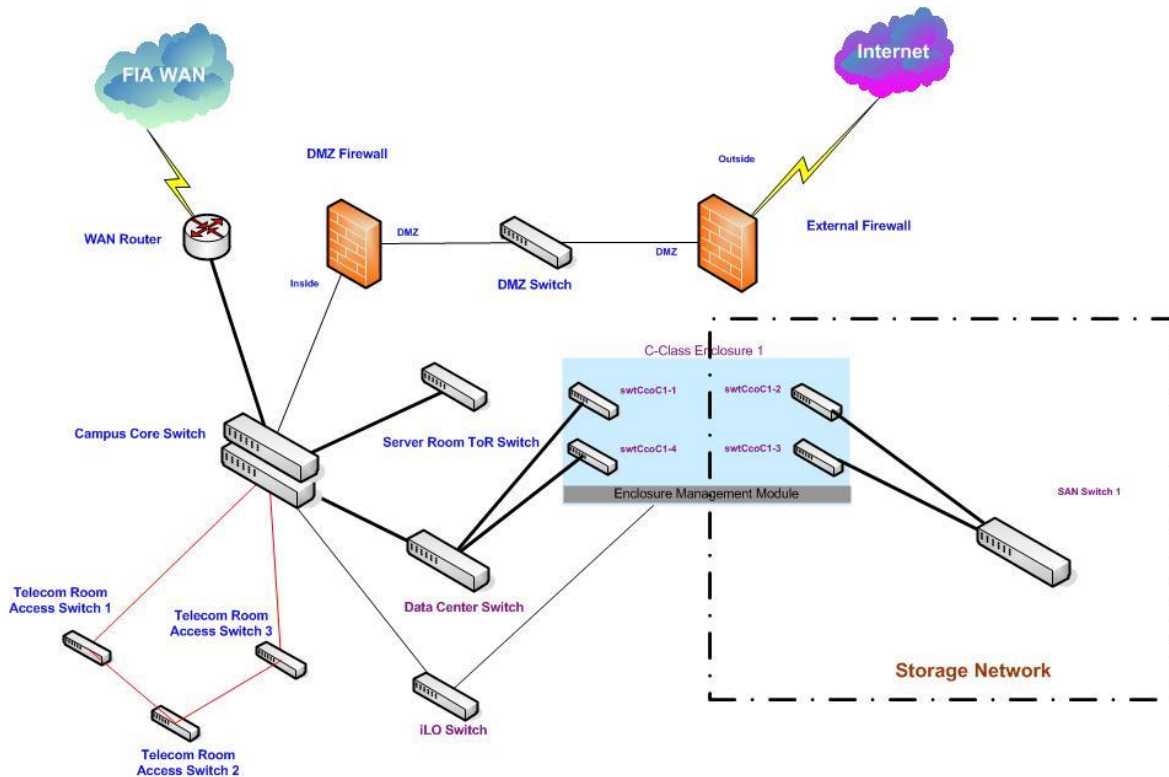 FIA WAN
Internet
DMZ Firewall
Outside
WAN Router
DMZ
DMZ
External Firewall
Inside
DMZ Switch
C-Class Enclosure 1
swtCcoC1-1
swtCcoC1-2
Campus Core Switch
Server Room ToR Switch
swtCcoC1-4
swtCcoC1-3
Enclosure Management Module
SAN Switch 1
Telecom Room
Access Switch 1
Telecom Room
Access Switch 3
Data Center Switch
Storage Network
iLO Switch
Telecom Room
Access Switch 2